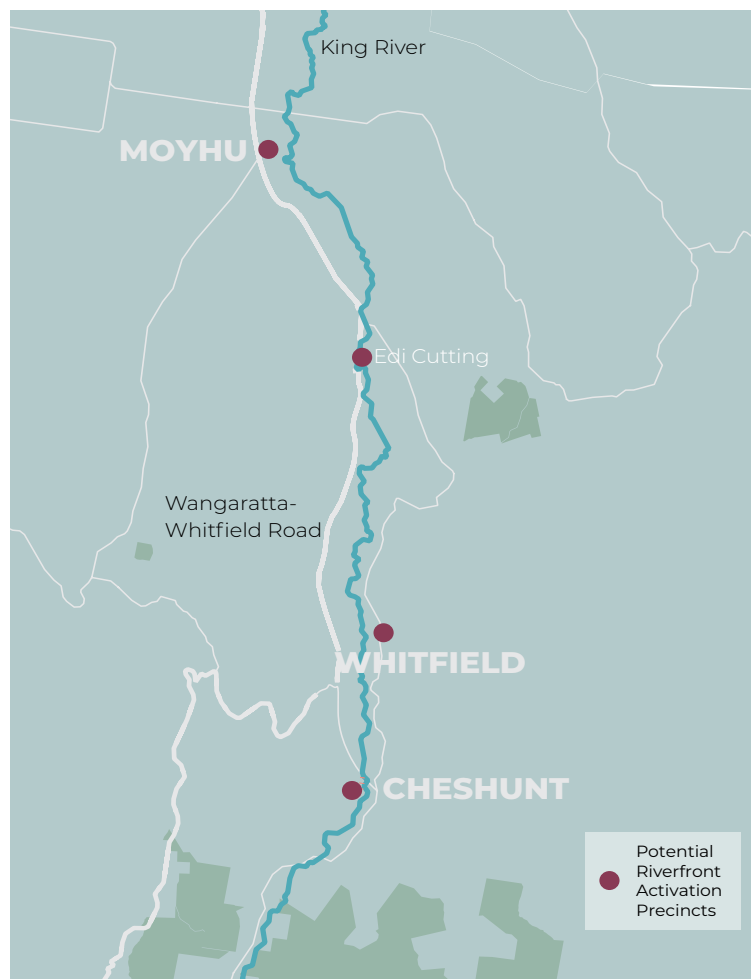 King River
MOYHU
Edi Cutting
Wangaratta-
Whitfield Road
WHITFIELD
CHESHUNT
Potential
Riverfront
Activation
Precincts